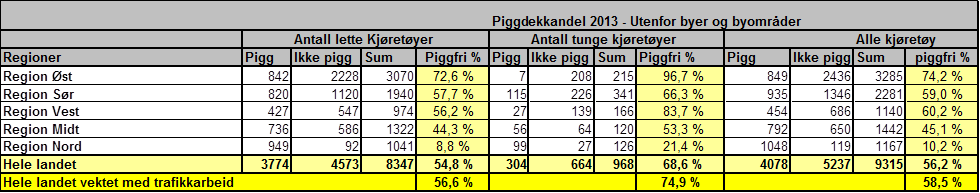 Piggdekkandel 2013 - Utenfor byer og byområder
Antall lette Kjøretøyer Antall tunge kjøretøyer Alle kjøretøy
Regioner Pigg Ikke pigg Sum Piggfri % Pigg Ikke pigg Sum Piggfri % Pigg Ikke pigg Sum piggfri %
Region Øst 842 2228 3070 72,6 % 7 208 215 96,7 % 849 2436 3285 74,2 %
Region Sør 820 1120 1940 57,7 % 115 226 341 66,3 % 935 1346 2281 59,0 %
Region Vest 427 547 974 56,2 % 27 139 166 83,7 % 454 686 1140 60,2 %
Region Midt 736 586 1322 44,3 % 56 64 120 53,3 % 792 650 1442 45,1 %
Region Nord 949 92 1041 8,8 % 99 27 126 21,4 % 1048 119 1167 10,2 %
Hele landet 3774 4573 8347 54,8 % 304 664 968 68,6 % 4078 5237 9315 56,2 %
Hele landet vektet med trafikkarbeid 56,6 % 74,9 % 58,5 %